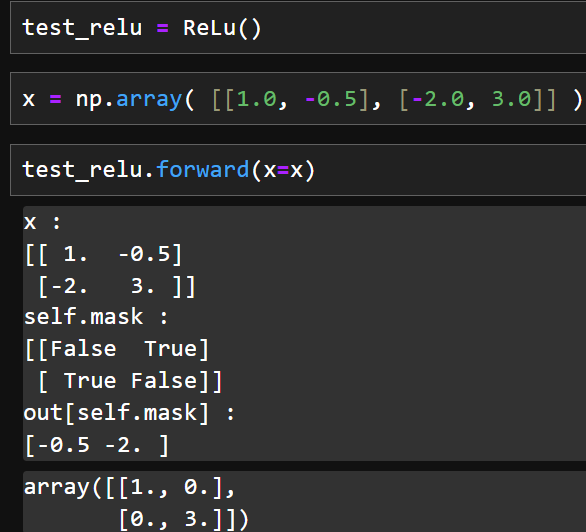 test_relu = ReLu()
x = np.array( [[1.0, -0.5], [-2.0, 3.0]] )
test_relu.forward(x=x)
x :
[[ 1.  -0.5]
 [-2.   3. ]]
self.mask :
[[False  True]
 [ True False]]
out[self.mask] :
[-0.5 -2. ]
array([[1., 0.],
       [0., 3.]])